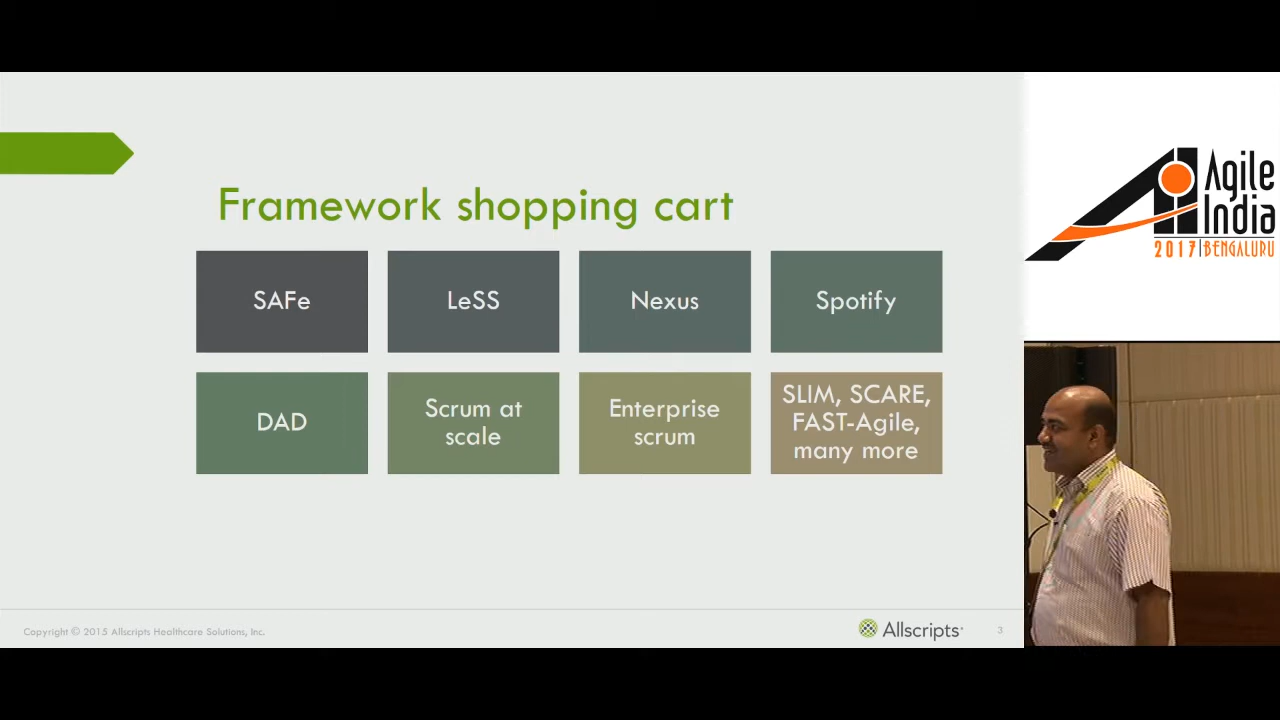 Framework shopping cart
SAFe
LeSS
Nexus
Spotify
DAD
Scrum at
scale
Enterprise
scrum
SLIM, SCARE,
FAST-Agile,
many more
Copyright © 2015 Allscripts Healthcare Solutions, Inc.
Allscripts
3
Agile
India
2017 | BENGALURU